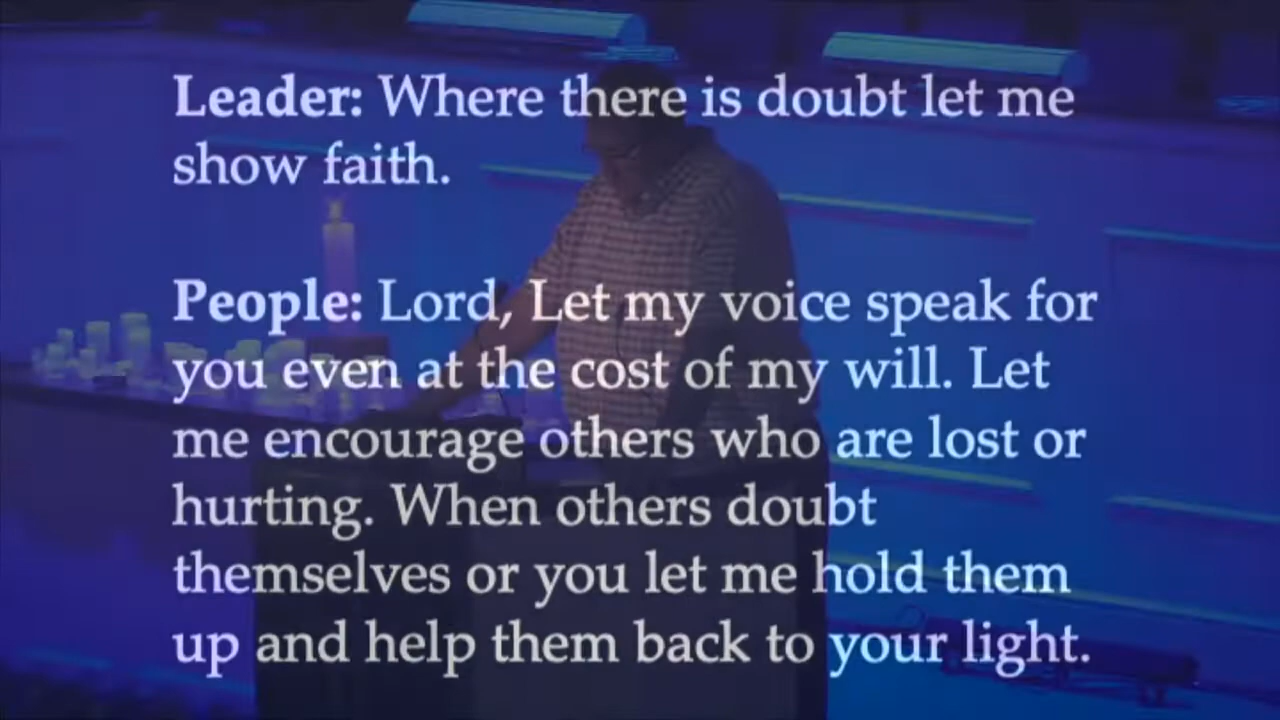 Leader: Where there is doubt let me
show faith.
People: Lord, Let my voice speak for
you even at the cost of my will. Let
me encourage others who are lost or
hurting. When others doubt
themselves or you let me hold them
up and help them back to your light.